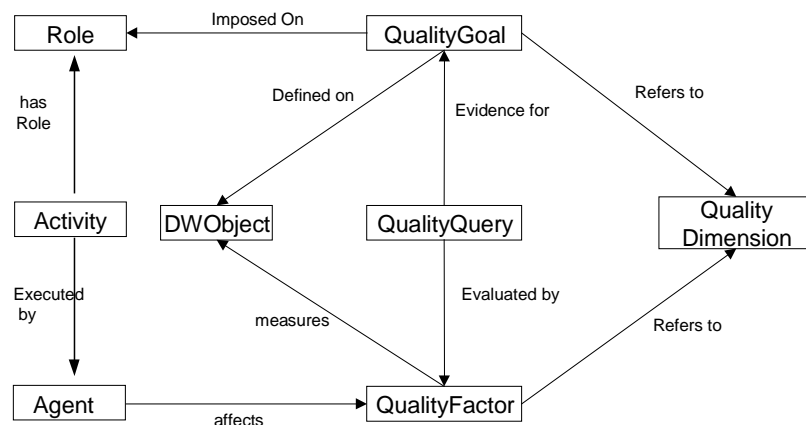 Imposed On
Role
QualityGoal
has
Role
Defined on
Evidence for
Refers to
Activity
DWObject
QualityQuery
Quality
Dimension
Executed
by
measures
Evaluated by
Refers to
Agent
affects
QualityFactor